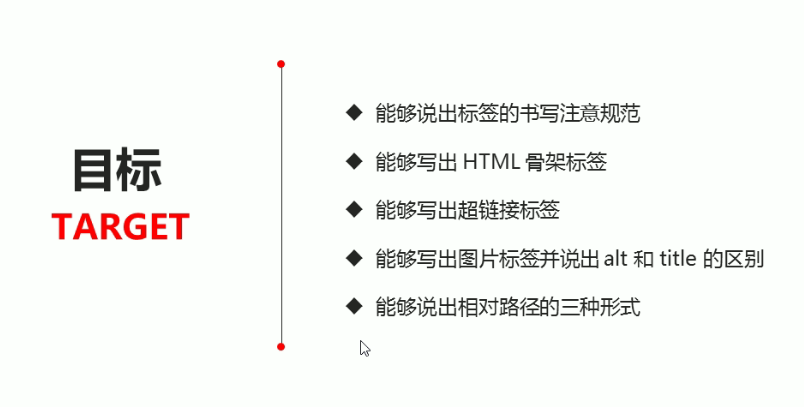 目标
TARGET
◆ 能够说出标签的书写注意规范
◆ 能够写出 HTML 骨架标签
◆ 能够写出超链接标签
◆ 能够写出图片标签并说出 alt 和 title 的区别
◆ 能够说出相对路径的三种形式